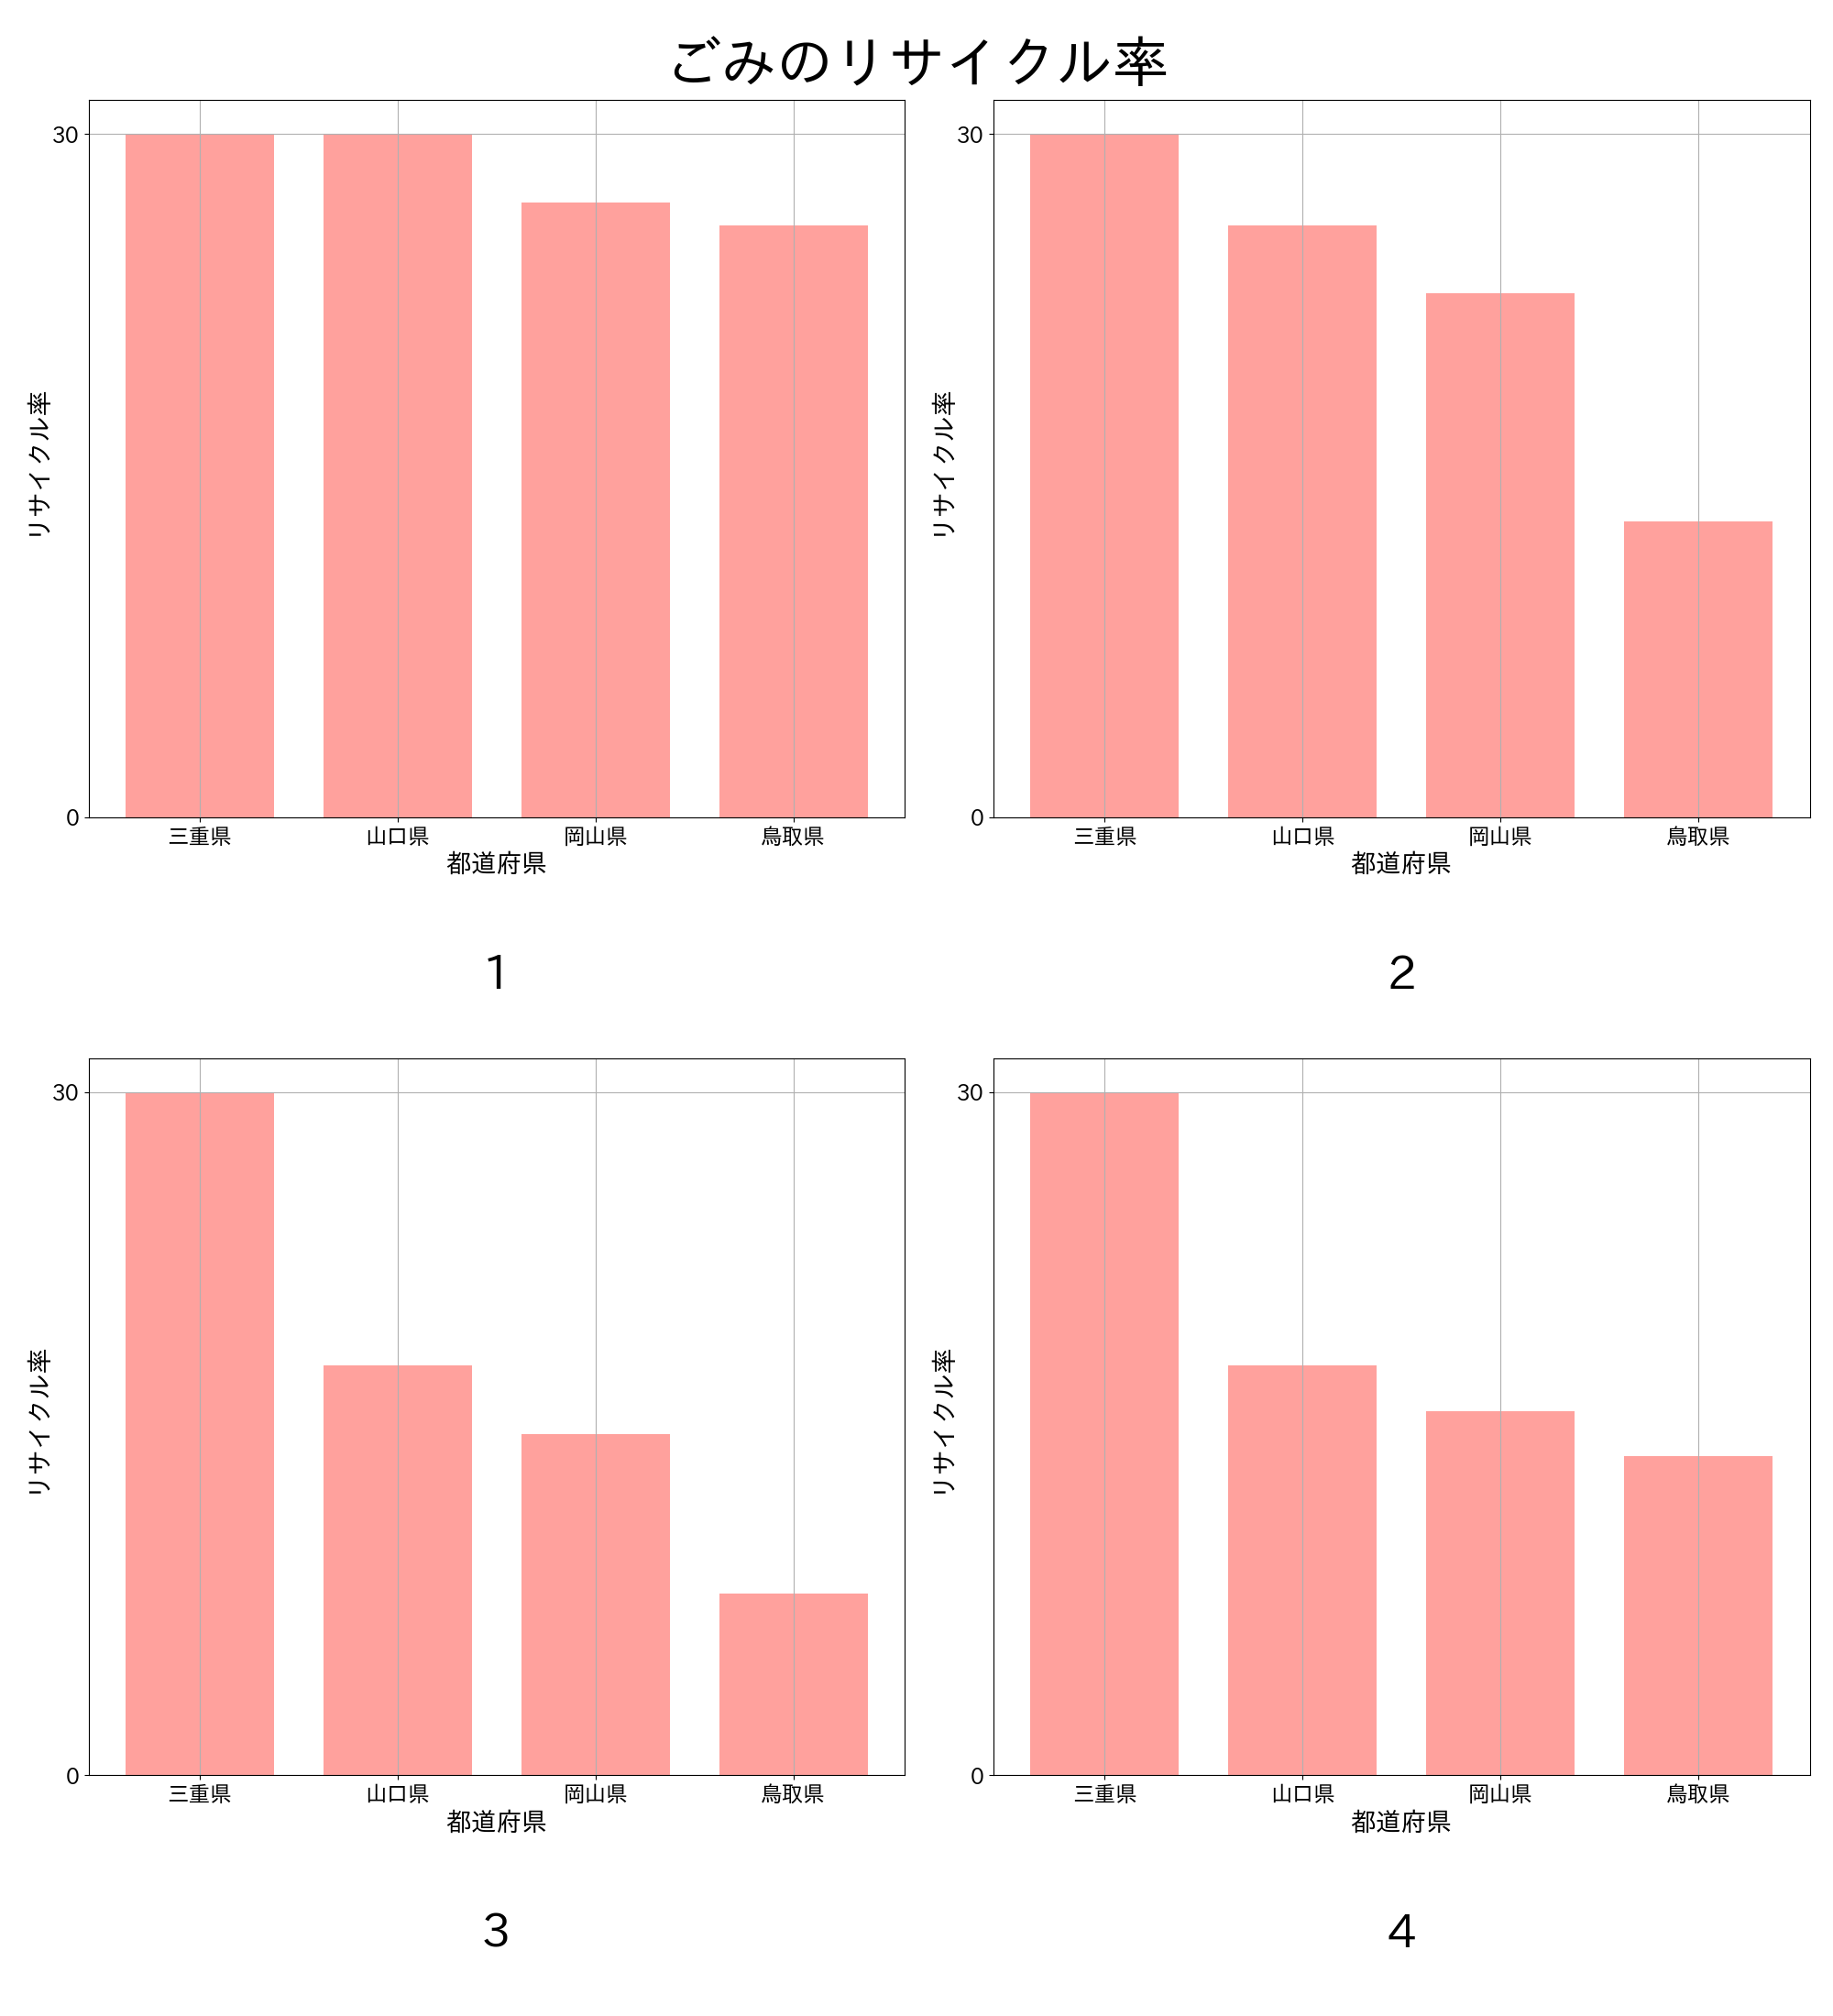 ごみのリサイクル率
30
0
リサイクル率
三重県 山口県 岡山県 鳥取県
都道府県
1
30
0
リサイクル率
三重県 山口県 岡山県 鳥取県
都道府県
2
30
0
リサイクル率
三重県 山口県 岡山県 鳥取県
都道府県
3
30
0
リサイクル率
三重県 山口県 岡山県 鳥取県
都道府県
4